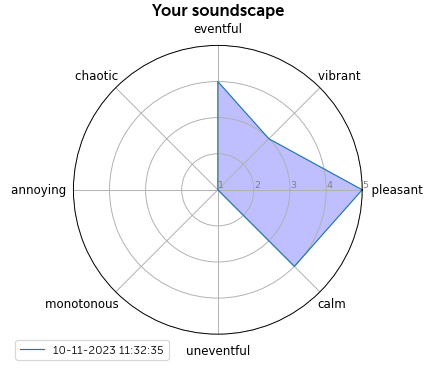 Your soundscape
eventful
chaotic
vibrant
annoying
1
2
3
4
5
pleasant
monotonous
calm
uneventful
10-11-2023 11:32:35